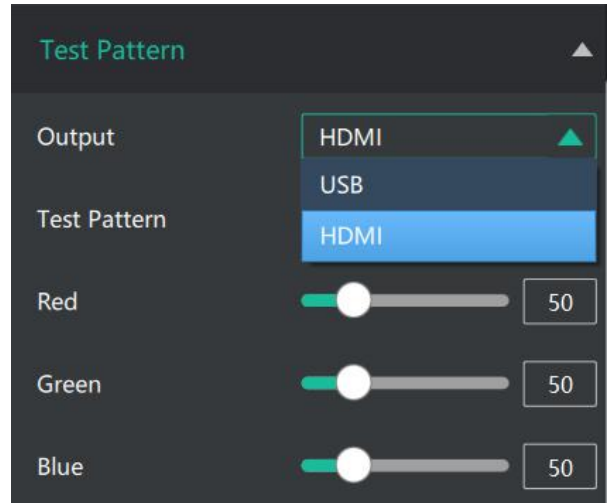 Test Pattern
Output HDMI
USB
Test Pattern
HDMI
Red 50
Green 50
Blue 50